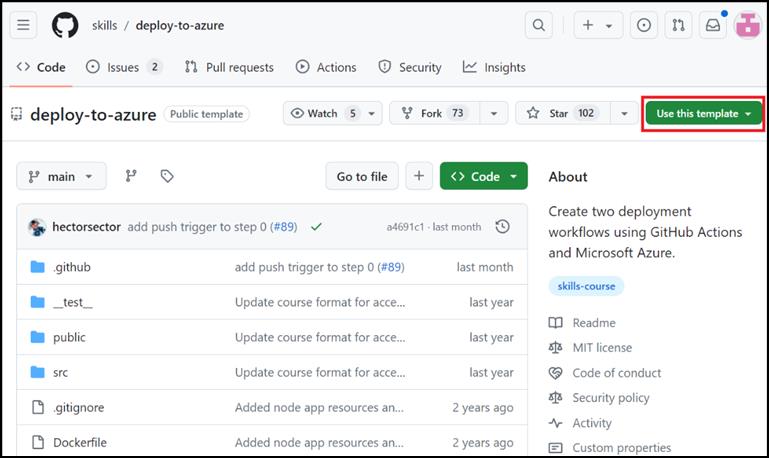 skills / deploy-to-azure
Code Issues 2 Pull requests Actions Security Insights
deploy-to-azure Public template Watch 5 Fork 73 Star 102 Use this template
main Go to file + Code
About
Create two deployment
workflows using GitHub Actions
and Microsoft Azure.
skills-course
Readme
MIT license
Code of conduct
Security policy
Activity
Custom properties
hectorsector add push trigger to step 0 (#89) a4691c1 · last month
.github add push trigger to step 0 (#89) last month
__test__ Update course format for acce... last year
public Update course format for acce... last year
src Update course format for acce... last year
.gitignore Added node app resources an... 2 years ago
Dockerfile Added node app resources an... 2 years ago